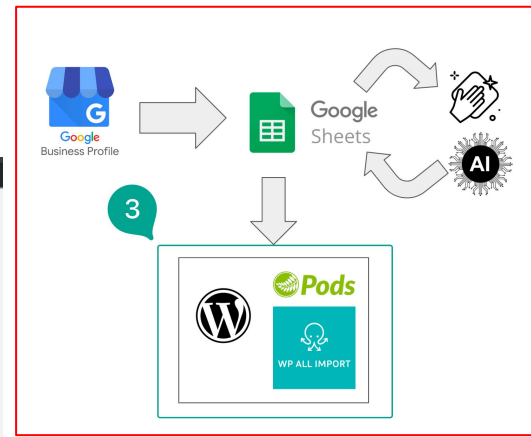 G
Google
Business Profile
Google
Sheets
AI
3
Pods
WP ALL IMPORT